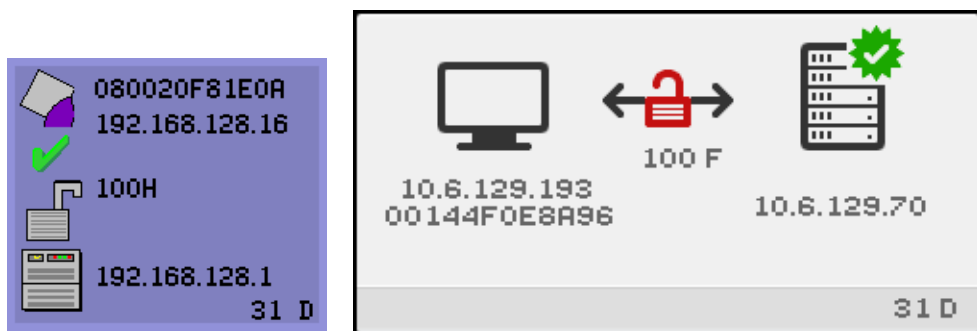 080020F81E0A
192.168.128.16
100H
192.168.128.1
31 D
100 F
10.6.129.193
00144F0E8A96
10.6.129.70
31 D